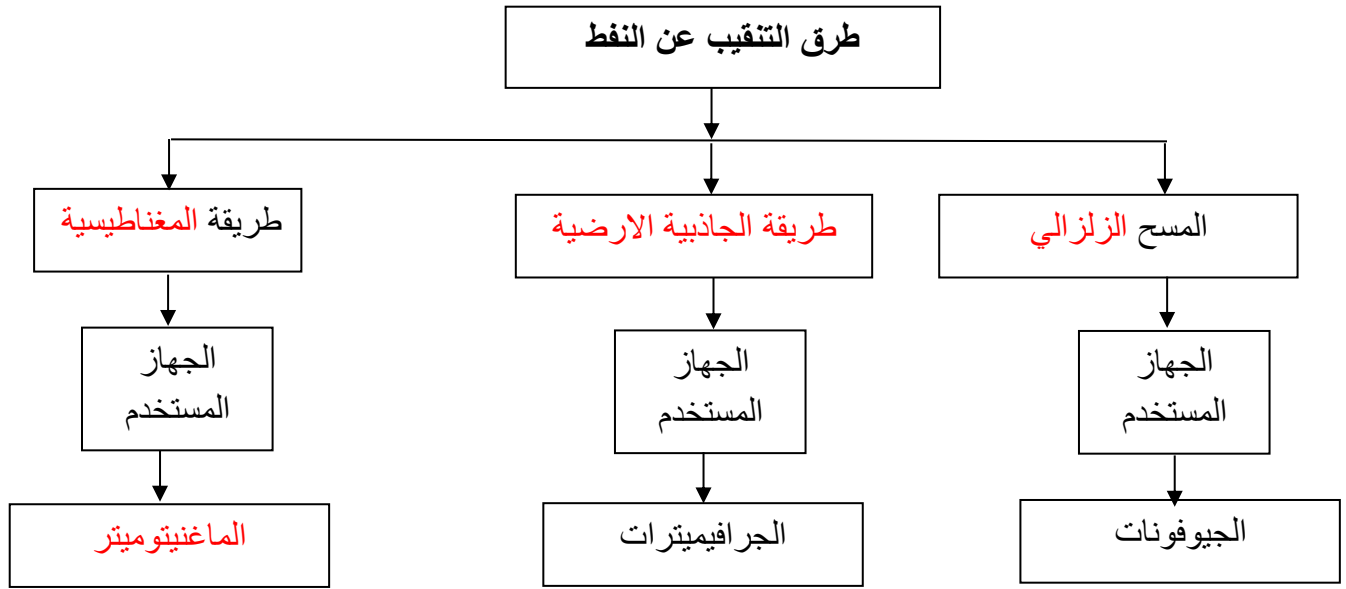 طرق التنقيب عن النفط
المسح الزلزالي
طريقة الجاذبية الارضية
طريقة المغناطيسية
الجهاز
المستخدم
الجهاز
المستخدم
الجهاز
المستخدم
الجيوفونات
الجرافيميترات
الماغنيتوميتر